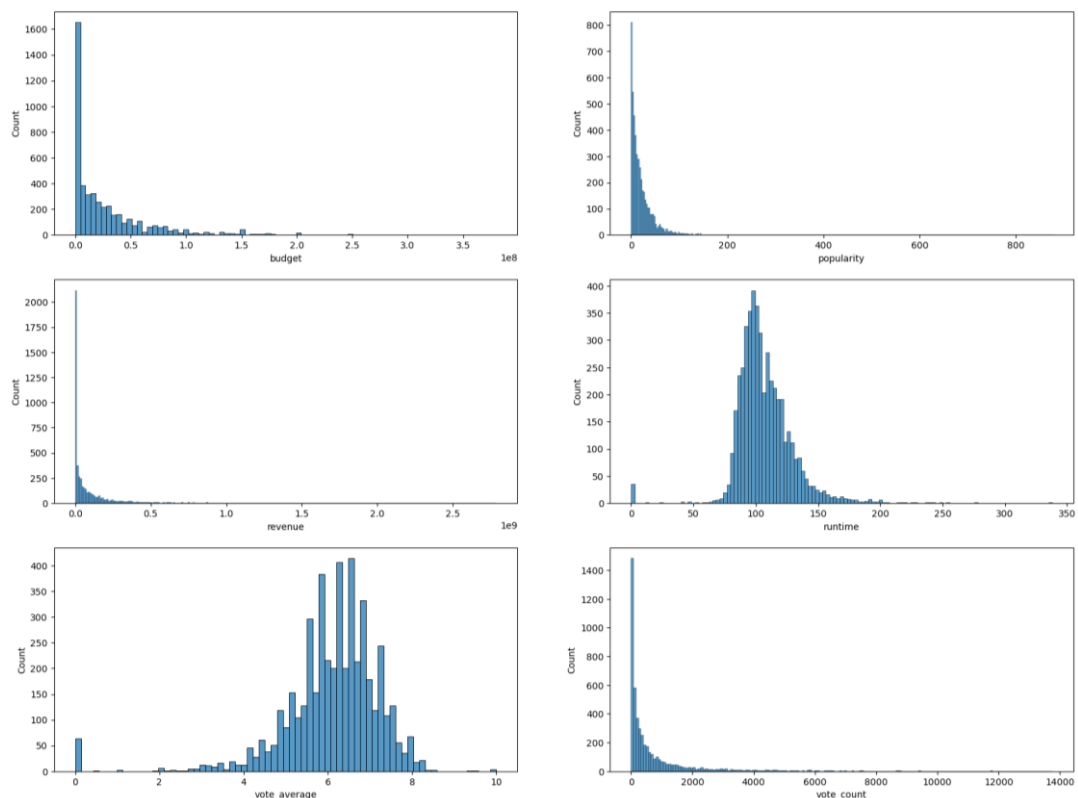 1600
1400
1200
1000
800
600
400
200
0
Count
0.0 0.5 1.0 1.5 2.0 2.5 3.0 3.5
budget
1e8
800
700
600
500
400
300
200
100
0
Count
0 200 400 600 800
popularity
2000
1750
1500
1250
1000
750
500
250
0
Count
0.0 0.5 1.0 1.5 2.0 2.5
revenue
1e9
400
350
300
250
200
150
100
50
0
Count
0 50 100 150 200 250 300 350
runtime
400
350
300
250
200
150
100
50
0
Count
0 2 4 6 8 10
vote_average
1400
1200
1000
800
600
400
200
0
Count
0 2000 4000 6000 8000 10000 12000 14000
vote_count